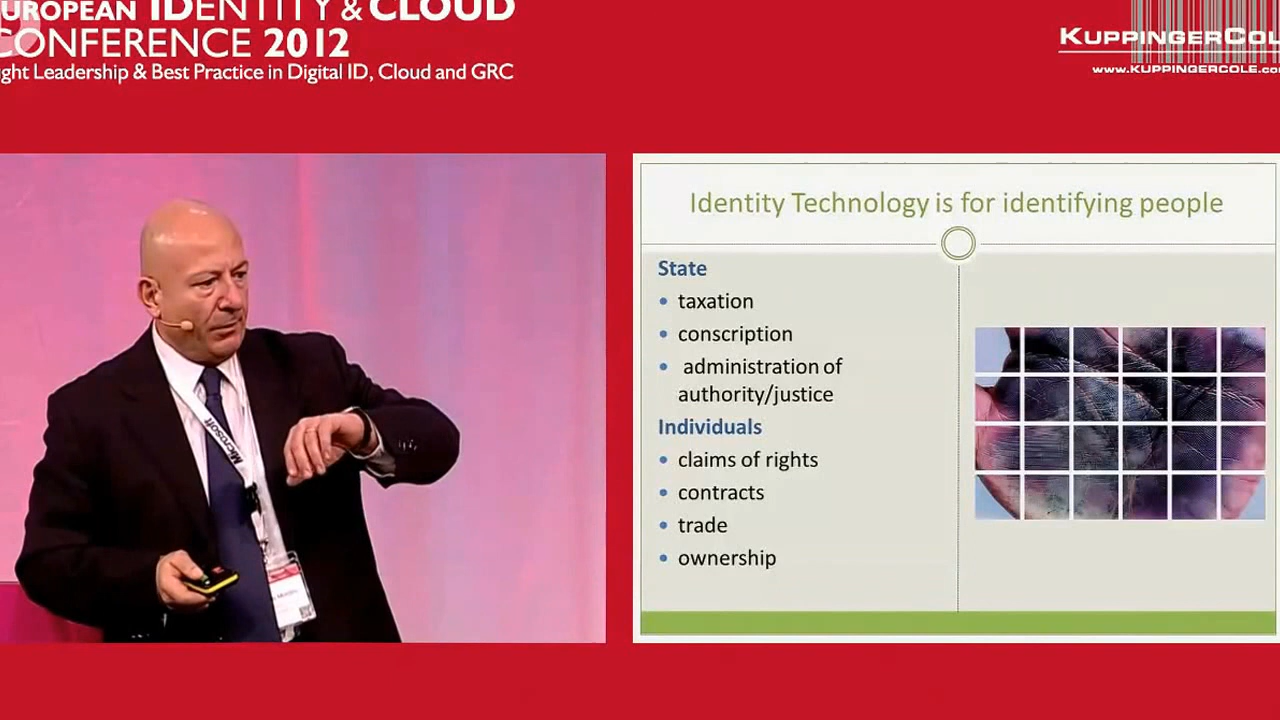 EUROPEAN IDENTITY & CLOUD
CONFERENCE 2012
ght Leadership & Best Practice in Digital ID, Cloud and GRC
KUPPINGERCOL
www.KUPPINGERCOLE.co
Microsoft
Identity Technology is for identifying people
State
• taxation
• conscription
• administration of
authority/justice
Individuals
• claims of rights
• contracts
• trade
• ownership